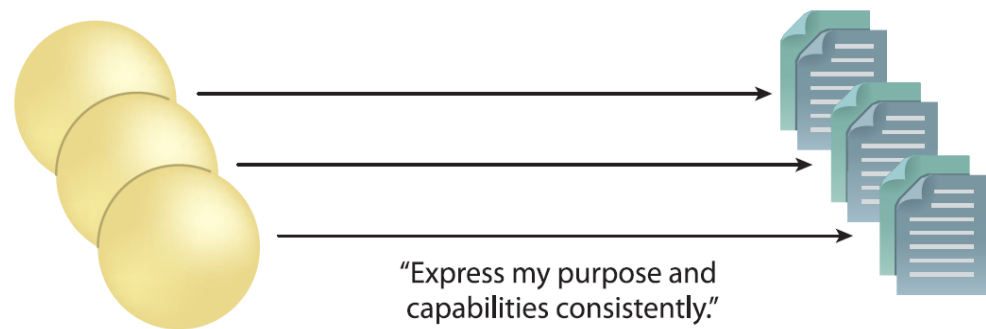 “Express my purpose and
capabilities consistently.”